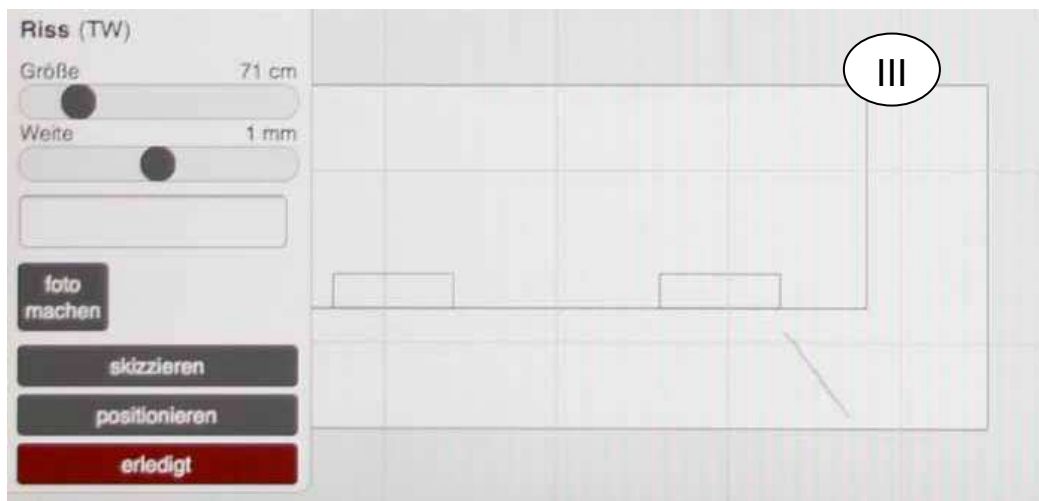 Riss (TW)
Größe 71 cm
Weite 1 mm
foto
machen
skizzieren
positionieren
erledigt
III